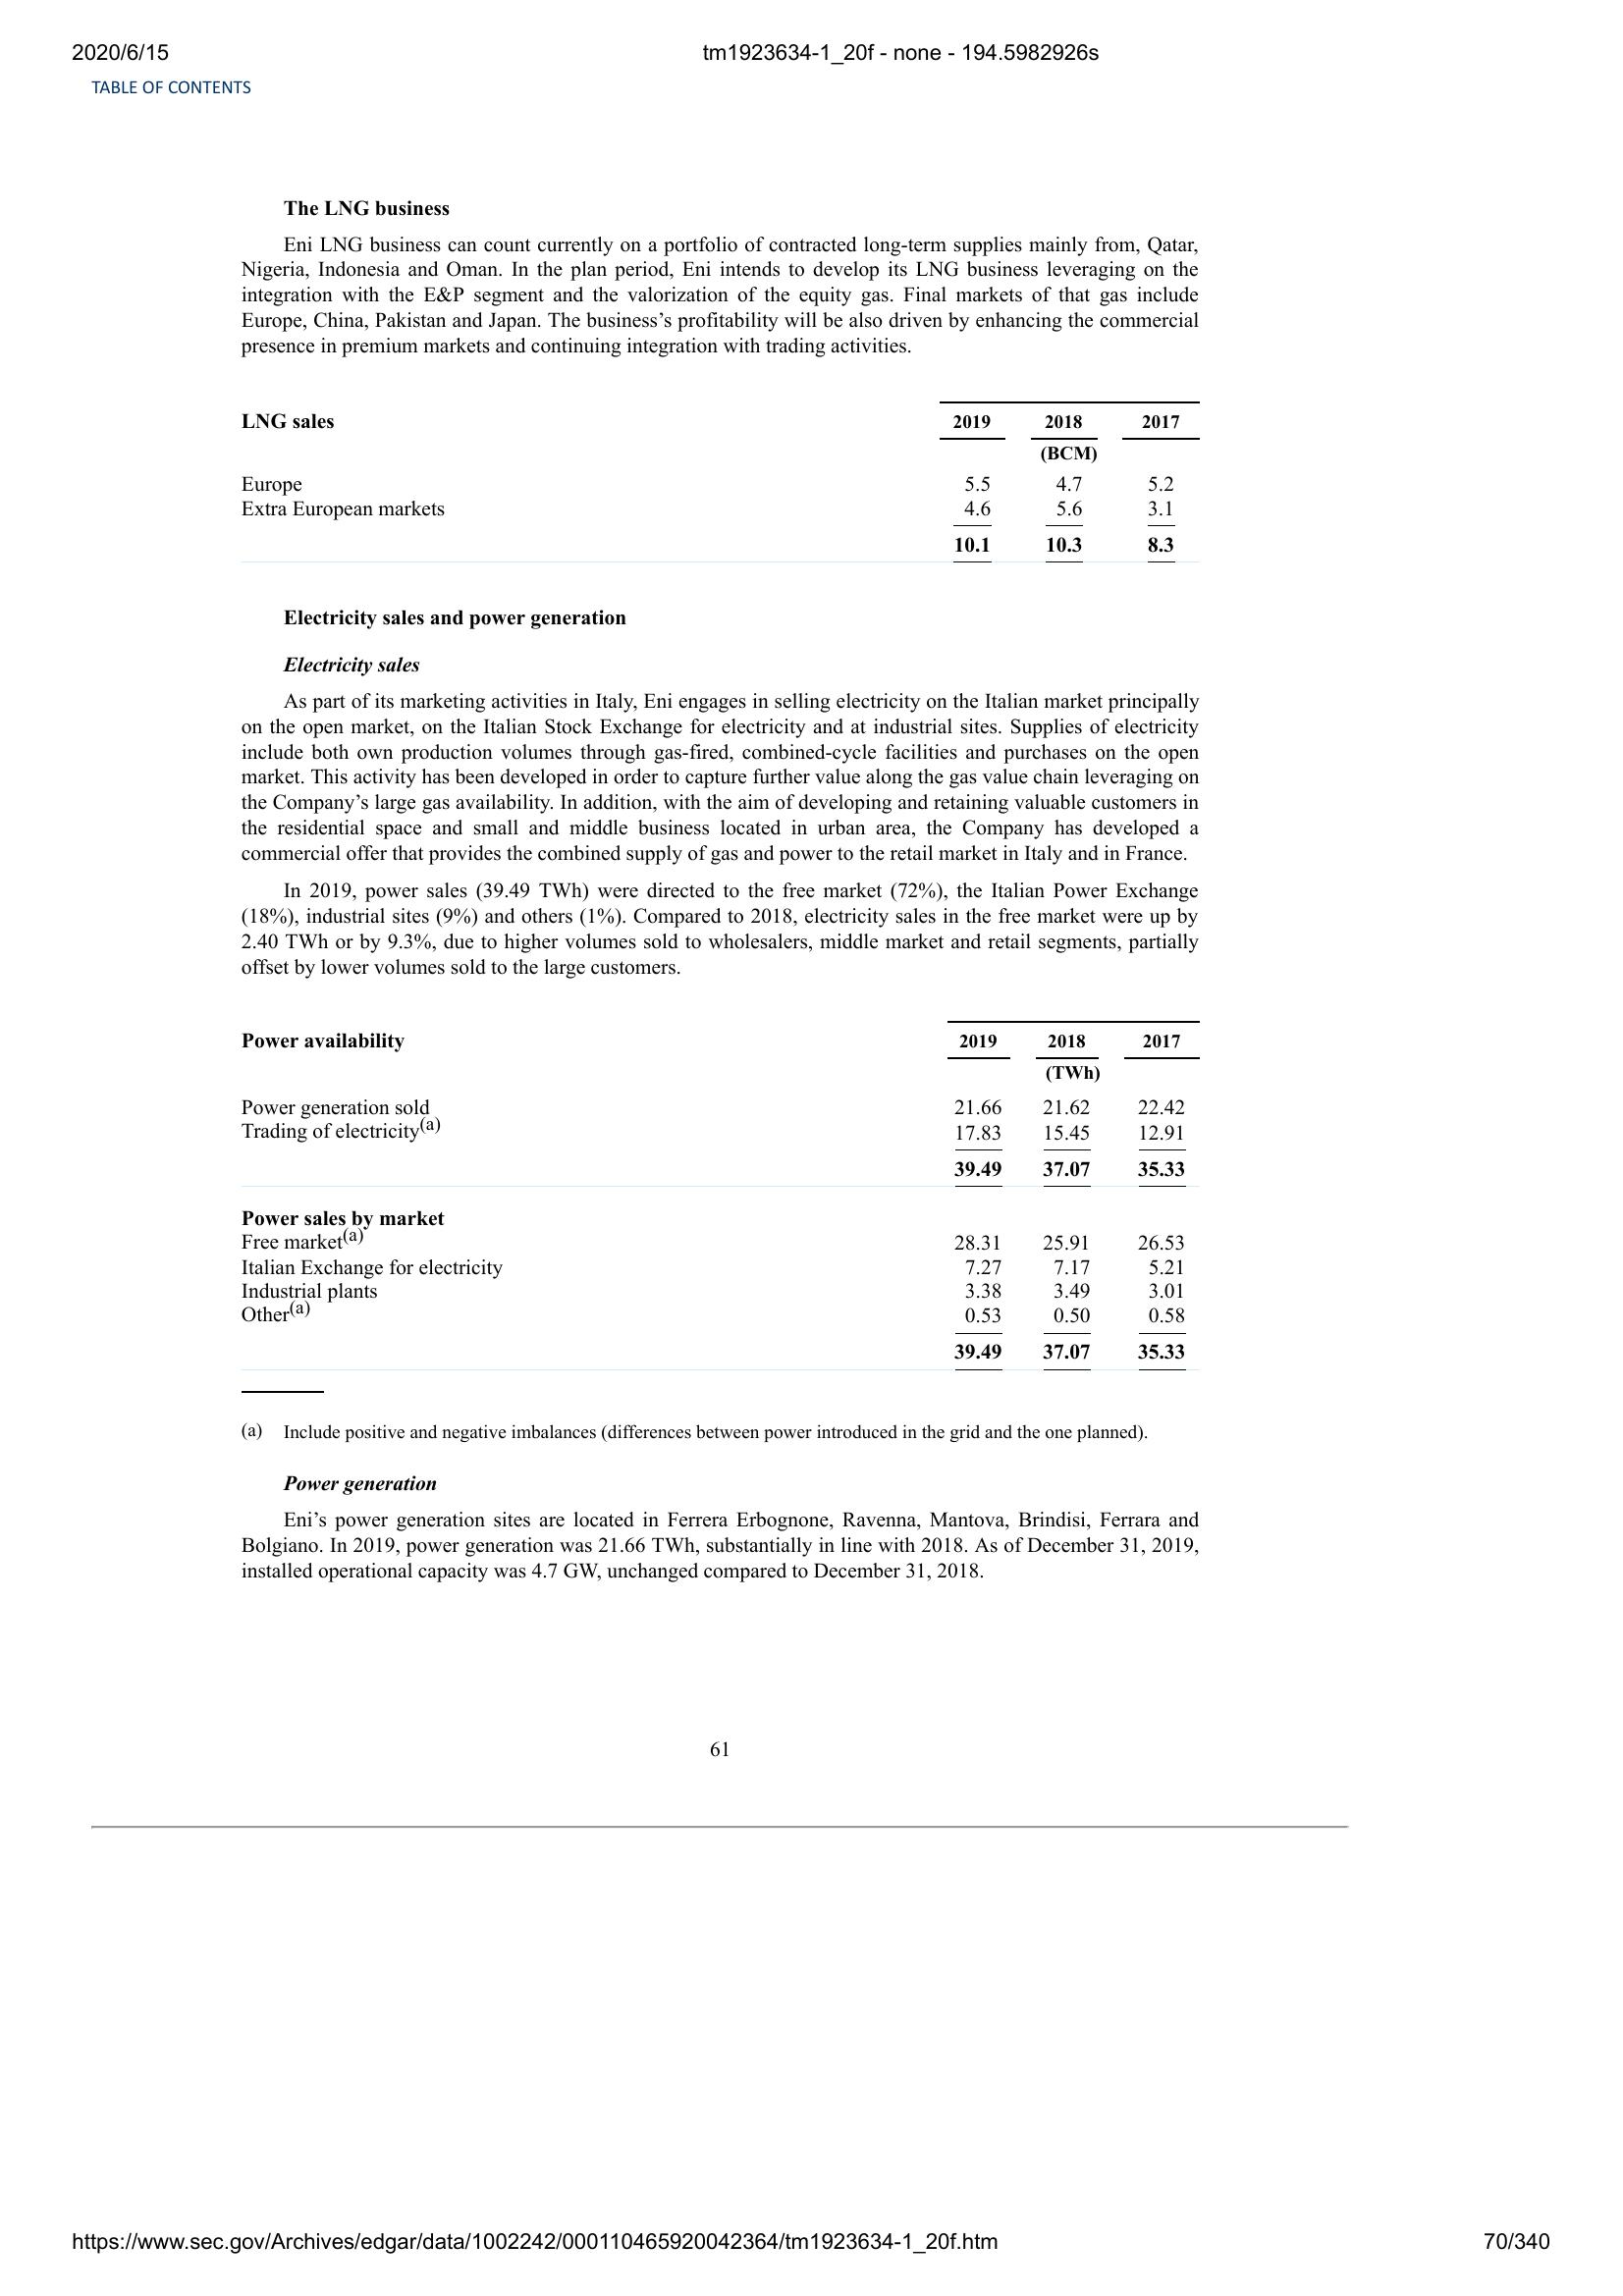 2020/6/15 tm1923634-1_20f - none - 194.5982926s
TABLE OF CONTENTS
The LNG business
Eni LNG business can count currently on a portfolio of contracted long-term supplies mainly from, Qatar,
Nigeria, Indonesia and Oman. In the plan period, Eni intends to develop its LNG business leveraging on the
integration with the E&P segment and the valorization of the equity gas. Final markets of that gas include
Europe, China, Pakistan and Japan. The business’s profitability will be also driven by enhancing the commercial
presence in premium markets and continuing integration with trading activities.
LNG sales 2019 2018 2017
(BCM)
Europe 5.5 4.7 5.2
Extra European markets 4.6 5.6 3.1
10.1 10.3 8.3
Electricity sales and power generation
Electricity sales
As part of its marketing activities in Italy, Eni engages in selling electricity on the Italian market principally
on the open market, on the Italian Stock Exchange for electricity and at industrial sites. Supplies of electricity
include both own production volumes through gas-fired, combined-cycle facilities and purchases on the open
market. This activity has been developed in order to capture further value along the gas value chain leveraging on
the Company’s large gas availability. In addition, with the aim of developing and retaining valuable customers in
the residential space and small and middle business located in urban area, the Company has developed a
commercial offer that provides the combined supply of gas and power to the retail market in Italy and in France.
In 2019, power sales (39.49 TWh) were directed to the free market (72%), the Italian Power Exchange
(18%), industrial sites (9%) and others (1%). Compared to 2018, electricity sales in the free market were up by
2.40 TWh or by 9.3%, due to higher volumes sold to wholesalers, middle market and retail segments, partially
offset by lower volumes sold to the large customers.
Power availability 2019 2018 2017
(TWh)
Power generation sold 21.66 21.62 22.42
Trading of electricity(a) 17.83 15.45 12.91
39.49 37.07 35.33
Power sales by market
Free market(a) 28.31 25.91 26.53
Italian Exchange for electricity 7.27 7.17 5.21
Industrial plants 3.38 3.49 3.01
Other(a) 0.53 0.50 0.58
39.49 37.07 35.33
(a) Include positive and negative imbalances (differences between power introduced in the grid and the one planned).
Power generation
Eni’s power generation sites are located in Ferrera Erbognone, Ravenna, Mantova, Brindisi, Ferrara and
Bolgiano. In 2019, power generation was 21.66 TWh, substantially in line with 2018. As of December 31, 2019,
installed operational capacity was 4.7 GW, unchanged compared to December 31, 2018.
61
https://www.sec.gov/Archives/edgar/data/1002242/000110465920042364/tm1923634-1_20f.htm 70/340